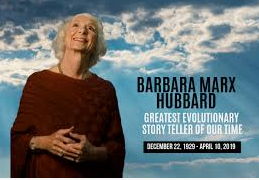 BARBARA MARX
HUBBARD
GREATEST EVOLUTIONARY
STORY TELLER OF OUR TIME
DECEMBER 22, 1929 - APRIL 10, 2019